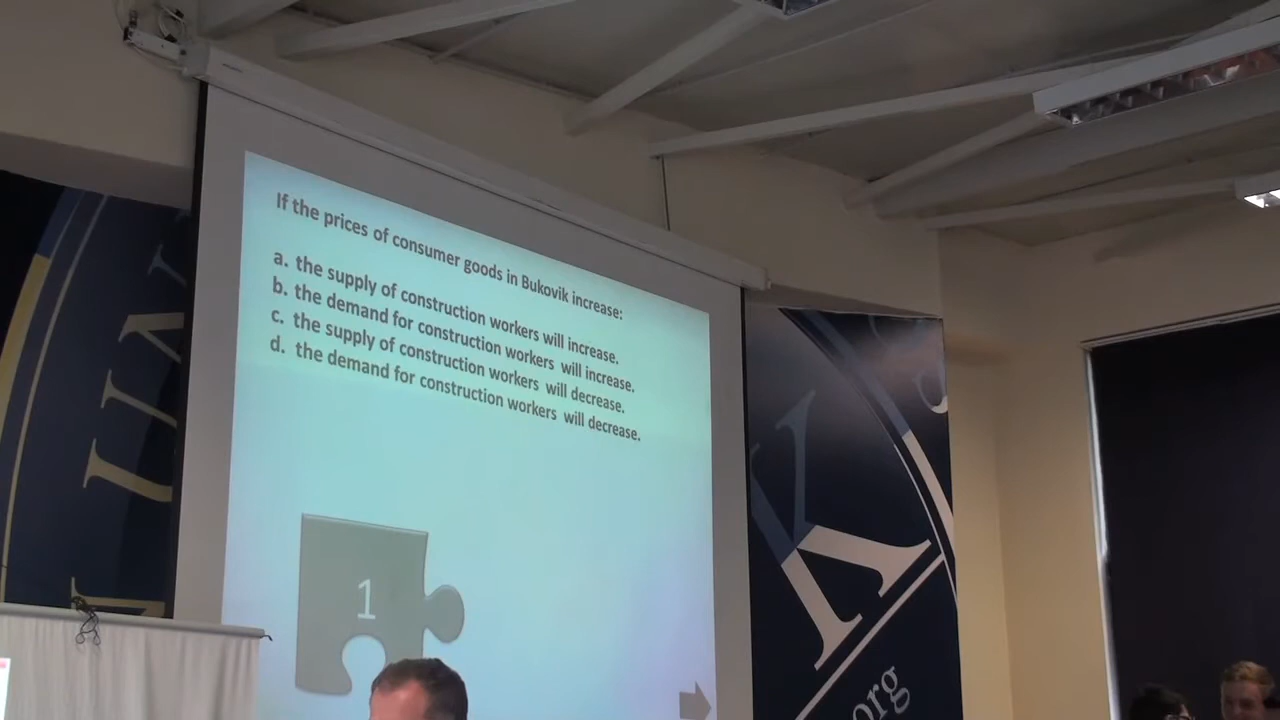 If the prices of consumer goods in Bukovik increase:
a. the supply of construction workers will increase.
b. the demand for construction workers will increase.
c. the supply of construction workers will decrease.
d. the demand for construction workers will decrease.
1
UN
K
A
org